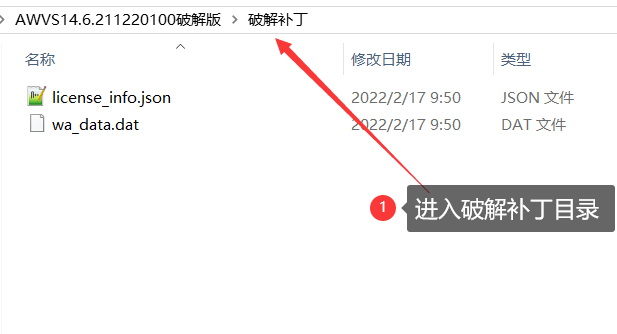 AWVS14.6.211220100破解版 > 破解补丁
名称 修改日期 类型
license_info.json 2022/2/17 9:50 JSON 文件
wa_data.dat 2022/2/17 9:50 DAT 文件
1 进入破解补丁目录